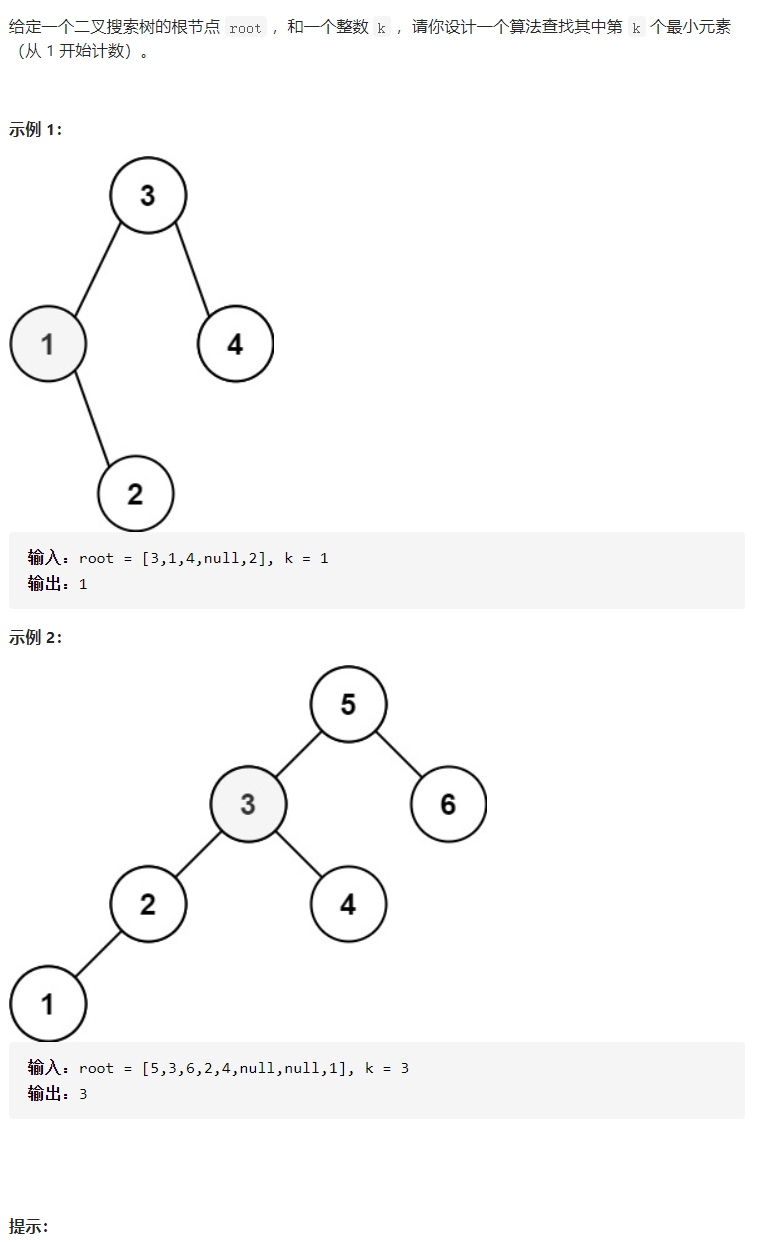 给定一个二叉搜索树的根节点 root ，和一个整数 k ，请你设计一个算法查找其中第 k 个最小元素
（从 1 开始计数）。
示例 1：
3
1
4
2
输入：root = [3,1,4,null,2], k = 1
输出：1
示例 2：
5
3
6
2
4
1
输入：root = [5,3,6,2,4,null,null,1], k = 3
输出：3
提示：